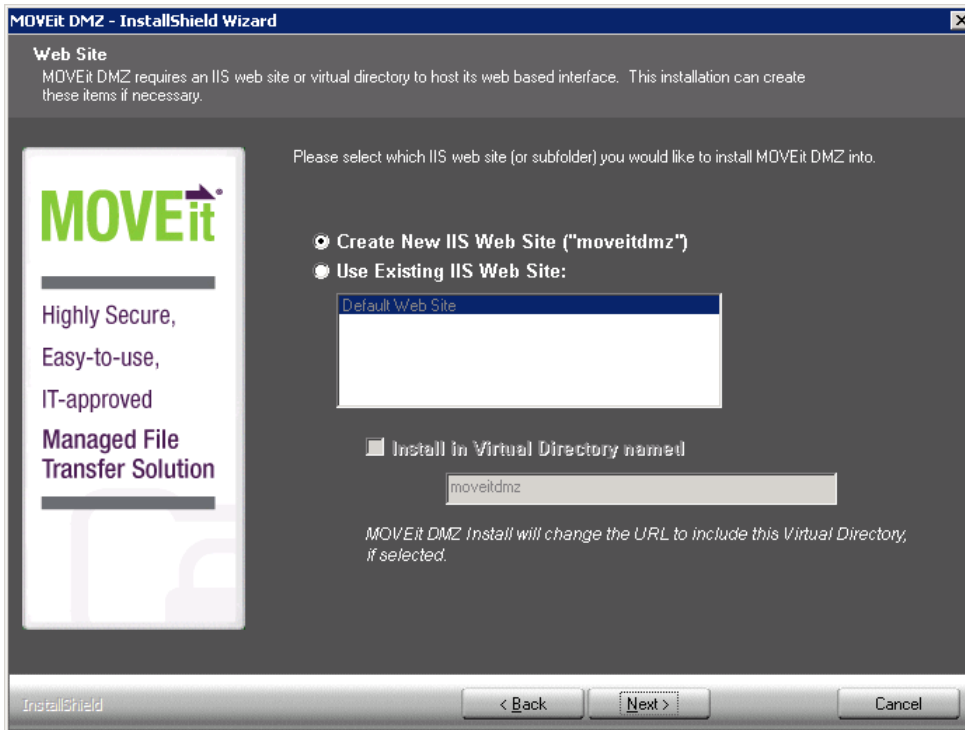 MOVEit DMZ - InstallShield Wizard
Web Site
MOVEit DMZ requires an IIS web site or virtual directory to host its web based interface.  This installation can create
these items if necessary.
Please select which IIS web site (or subfolder) you would like to install MOVEit DMZ into.
MOVEit®
Highly Secure,
Easy-to-use,
IT-approved
Managed File
Transfer Solution
Create New IIS Web Site ("moveitdmz")
Use Existing IIS Web Site:
Default Web Site
Install in Virtual Directory named
moveitdmz
MOVEit DMZ Install will change the URL to include this Virtual Directory,
if selected.
InstallShield
< Back
Next >
Cancel